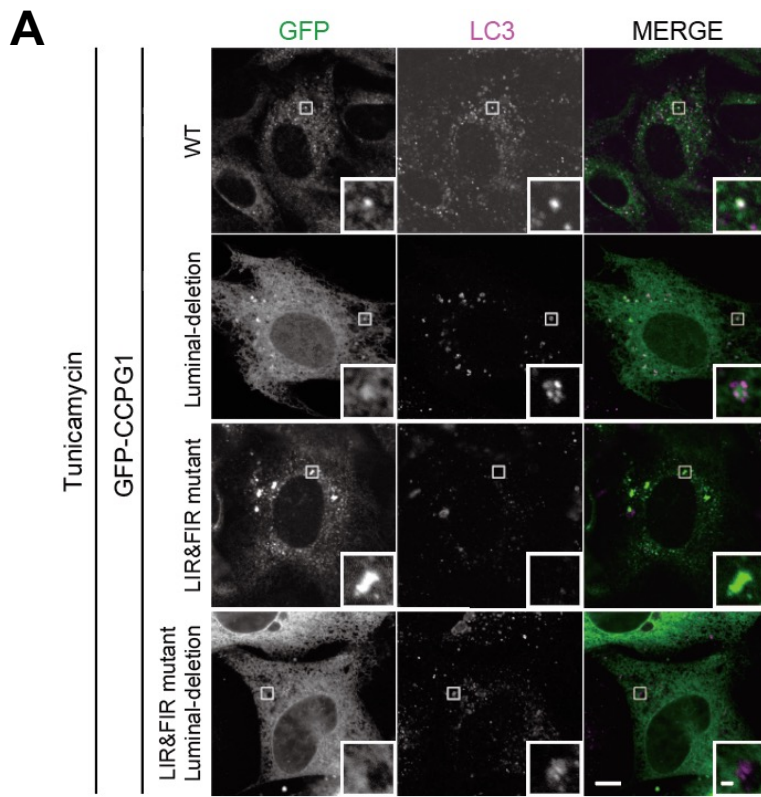 A
GFP LC3 MERGE
Tunicamycin
GFP-CCPG1
WT
Luminal-deletion
LIR&FIR mutant
LIR&FIR mutant
Luminal-deletion